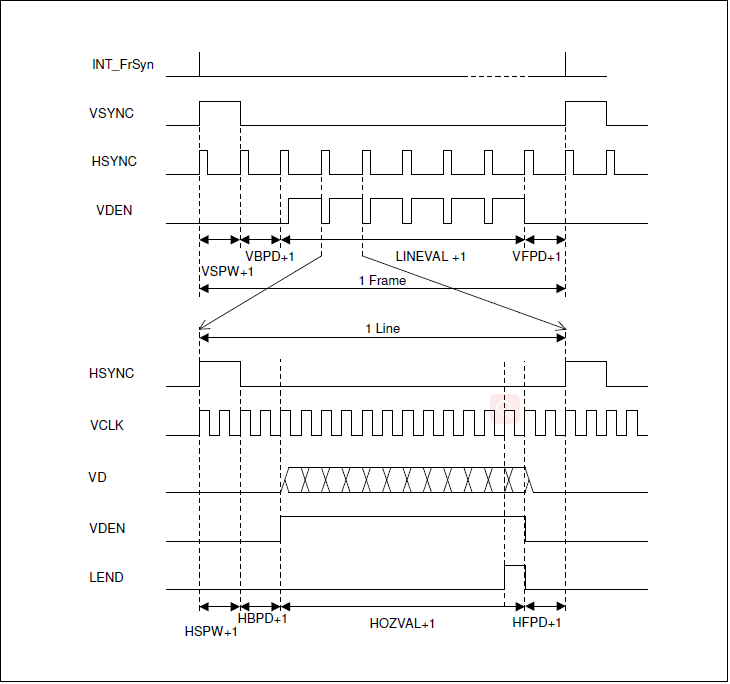 INT_FrSyn
VSYNC
HSYNC
VDEN
VSPW+1
VBPD+1
LINEVAL +1
VFPD+1
1 Frame
1 Line
HSYNC
VCLK
VD
VDEN
LEND
HSPW+1
HBPD+1
HOZVAL+1
HFPD+1